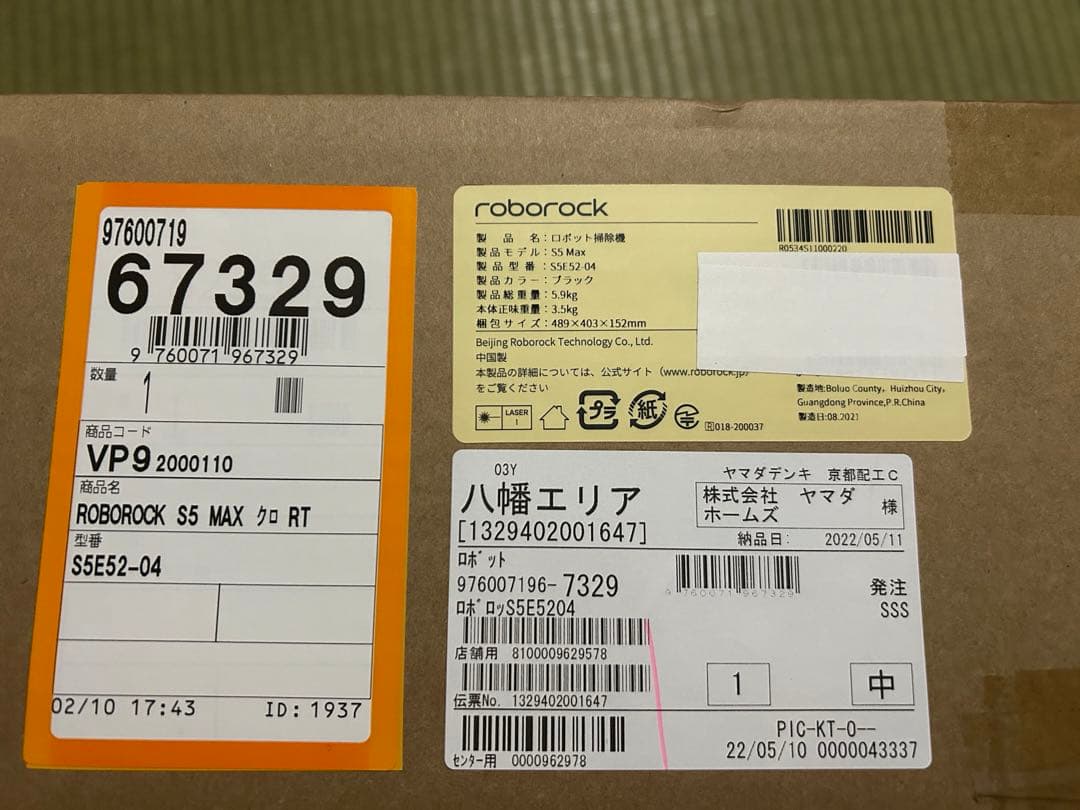 97600719
67329
9 760071 967329
数量
1
商品コード
VP9 2000110
商品名
ROBOROCK S5 MAX クロ RT
型番
S5E52-04
02/10 17:43 ID:1937
roborock
製品名：ロボット掃除機
製品モデル：S5 Max
製品型番：S5E52-04
製品カラー：ブラック
製品総重量：5.9kg
本体正味重量：3.5kg
梱包サイズ：489×403×152mm
Beijing Roborock Technology Co., Ltd.
中国製
本製品の詳細については、公式サイト（www.roborock.jp）
をご覧ください
LASER
1
プラ
紙
R 018-200037
R0534S11000220
製造地:Boluo County, Huizhou City,
Guangdong Province,P.R.China
製造日:08.2021
03Y
ヤマダデンキ 京都配工C
八幡エリア
[1329402001647]
株式会社 ヤマダ
ホームズ
様
納品日: 2022/05/11
ロボット
976007196-7329
ロボロッS5E5204
9 760071 967329
発注
SSS
店舗用 8100009629578
伝票No. 1329402001647
1
中
センター用 0000962978
PIC-KT-0--
22/05/10 0000043337